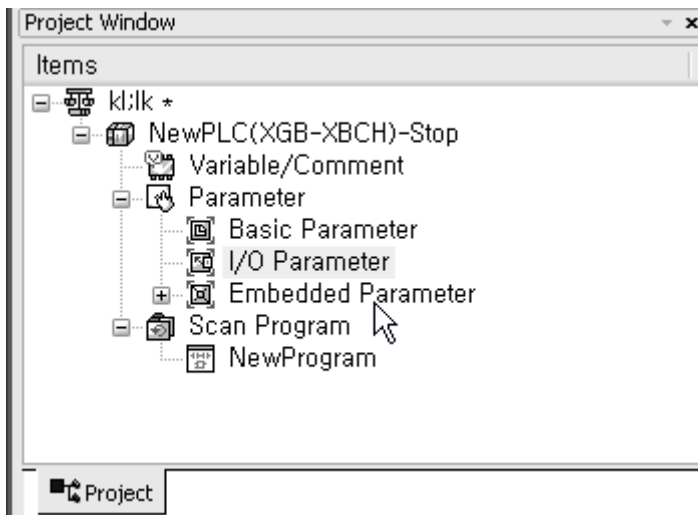 Project Window
Items
kl;lk *
NewPLC(XGB-XBCH)-Stop
Variable/Comment
Parameter
Basic Parameter
I/O Parameter
Embedded Parameter
Scan Program
NewProgram
Project